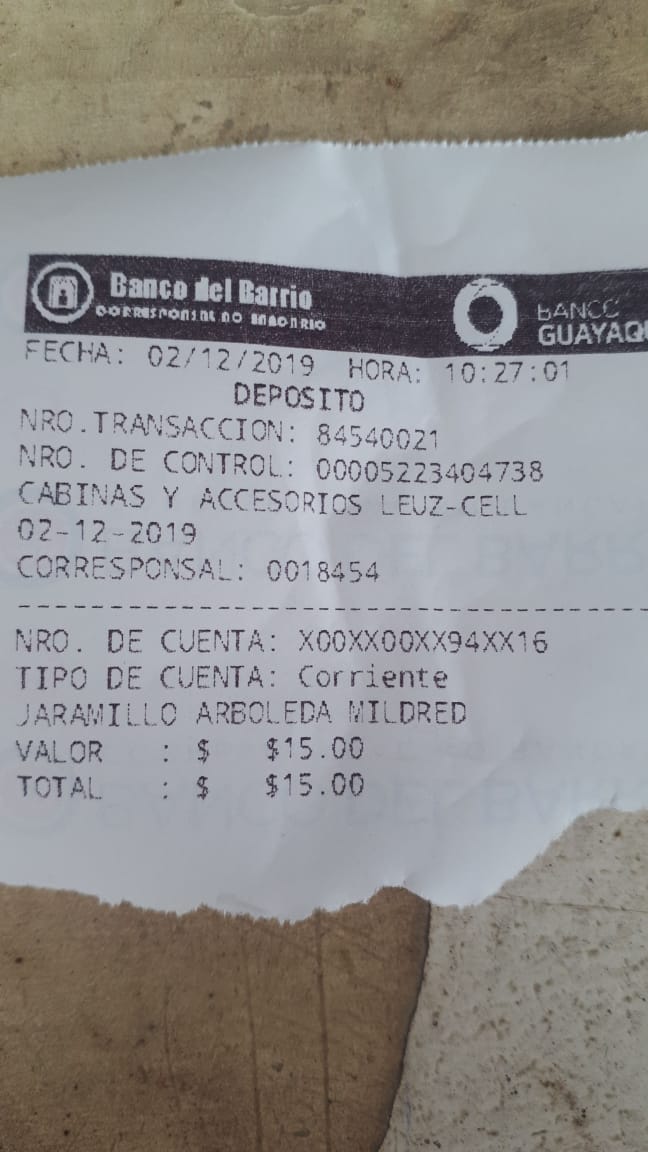 Banco del Barrio
CORRESPONSAL NO BANCARIO
BANCO
GUAYAQU
FECHA: 02/12/2019 HORA: 10:27:01
DEPOSITO
NRO.TRANSACCION: 84540021
NRO. DE CONTROL: 00005223404738
CABINAS Y ACCESORIOS LEUZ-CELL
02-12-2019
CORRESPONSAL: 0018454
NRO. DE CUENTA: X00XX00XX94XX16
TIPO DE CUENTA: Corriente
JARAMILLO ARBOLEDA MILDRED
VALOR : $ $15.00
TOTAL : $ $15.00